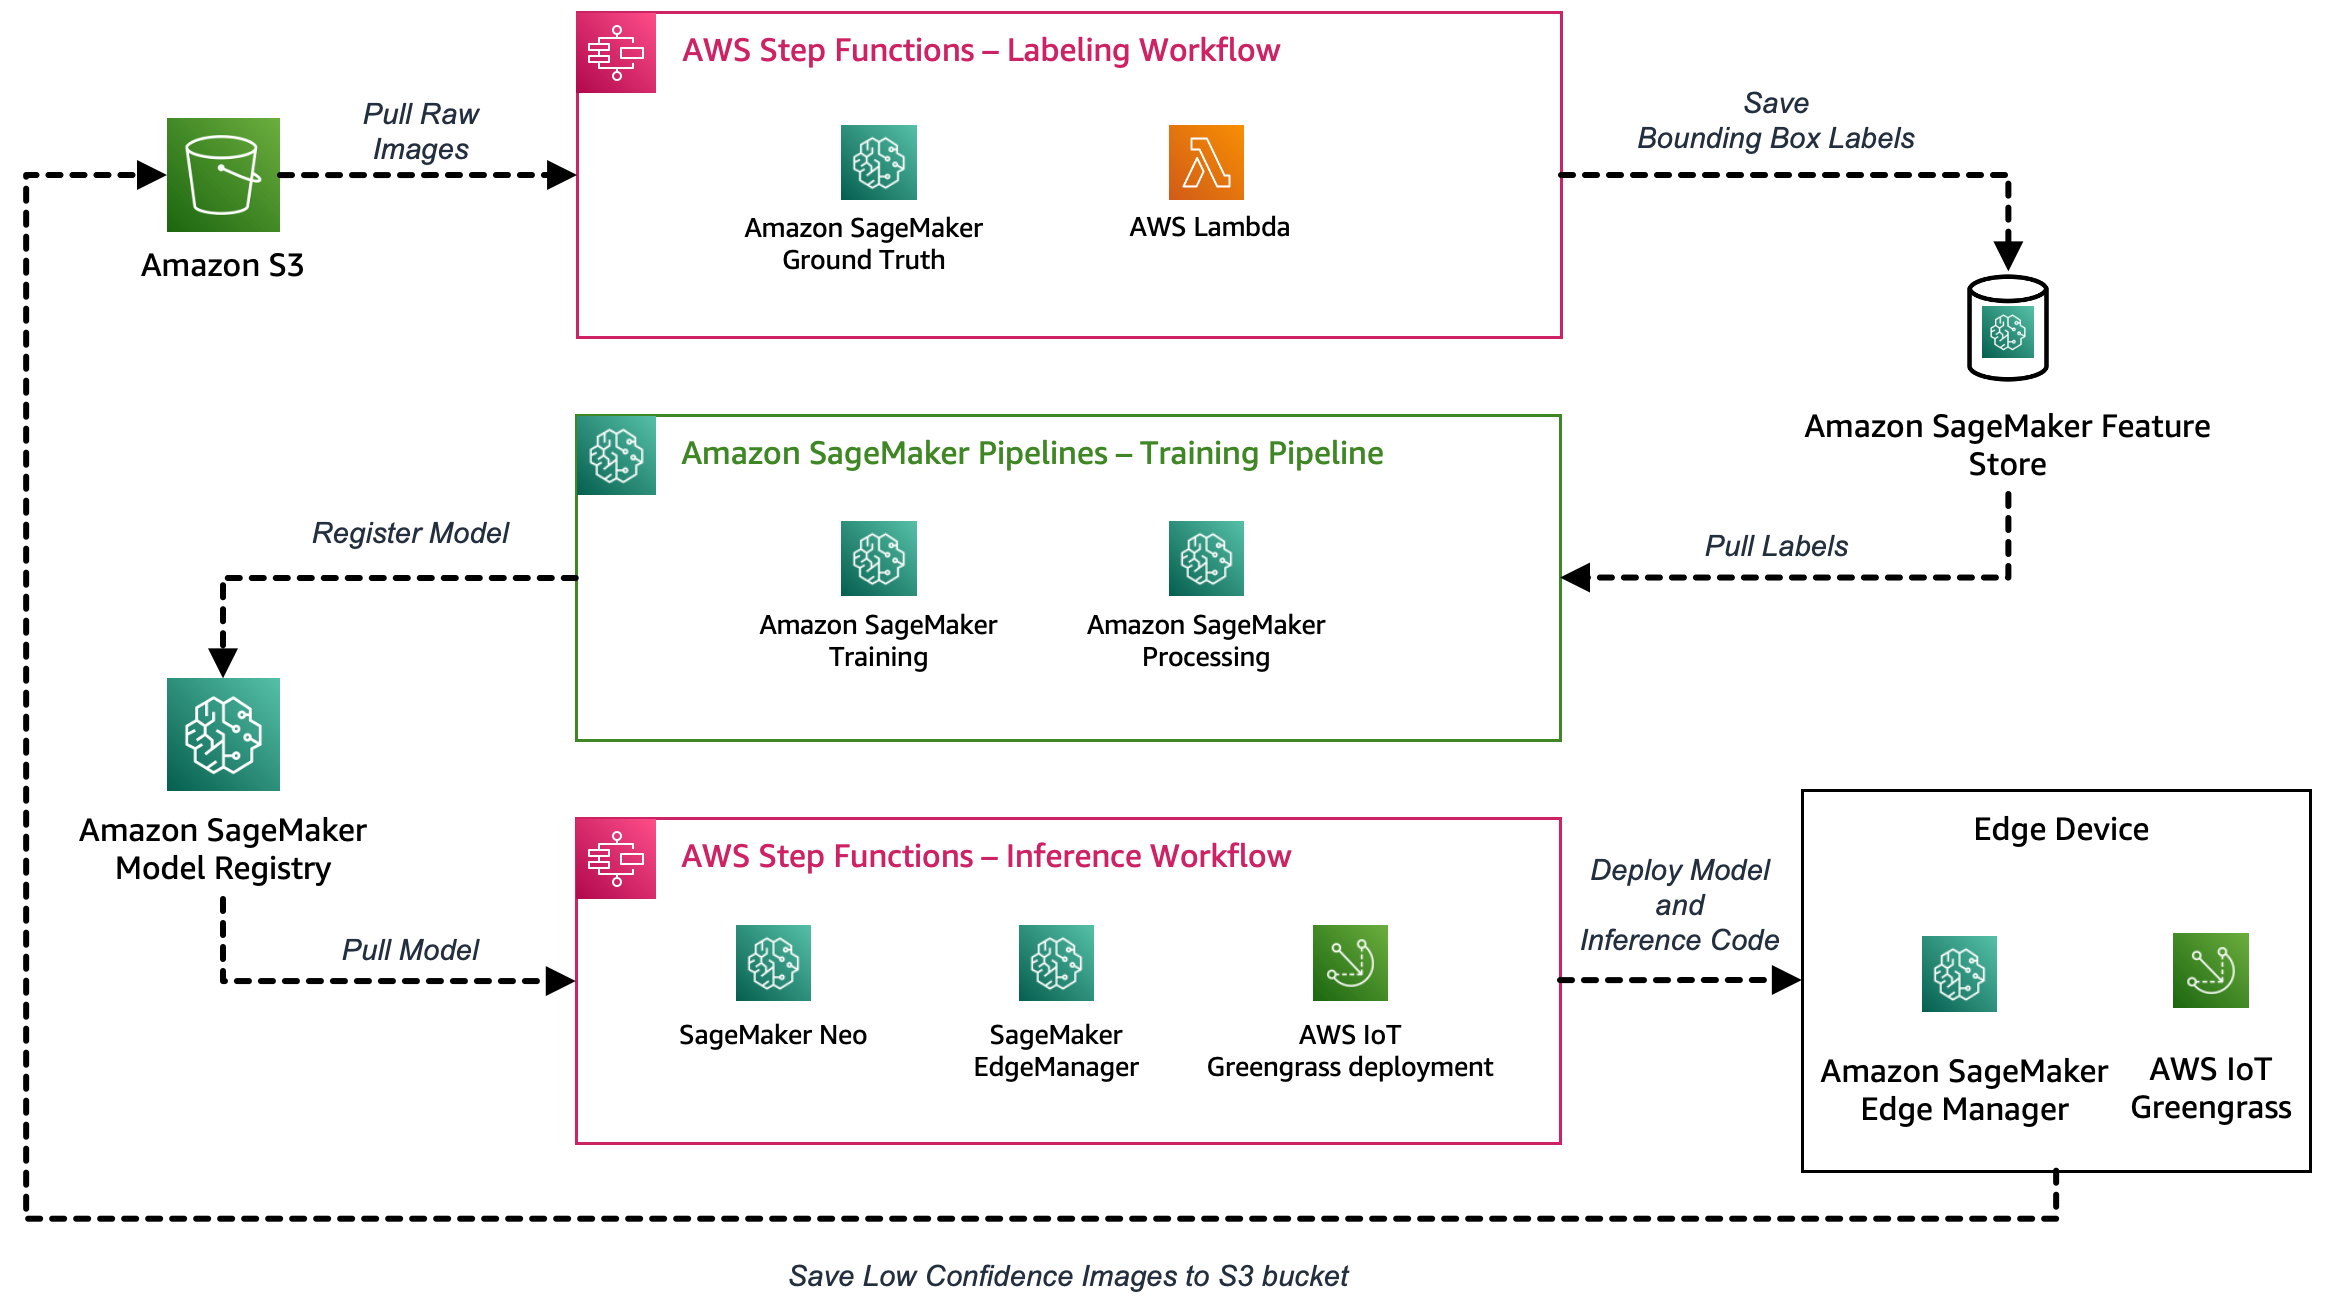 AWS Step Functions – Labeling Workflow
Pull Raw
Images
Save
Bounding Box Labels
Amazon S3
Amazon SageMaker
Ground Truth
AWS Lambda
Amazon SageMaker Feature
Store
Amazon SageMaker Pipelines – Training Pipeline
Register Model
Pull Labels
Amazon SageMaker
Training
Amazon SageMaker
Processing
Amazon SageMaker
Model Registry
Pull Model
AWS Step Functions – Inference Workflow
SageMaker Neo
SageMaker
EdgeManager
AWS IoT
Greengrass deployment
Deploy Model
and
Inference Code
Edge Device
Amazon SageMaker
Edge Manager
AWS IoT
Greengrass
Save Low Confidence Images to S3 bucket